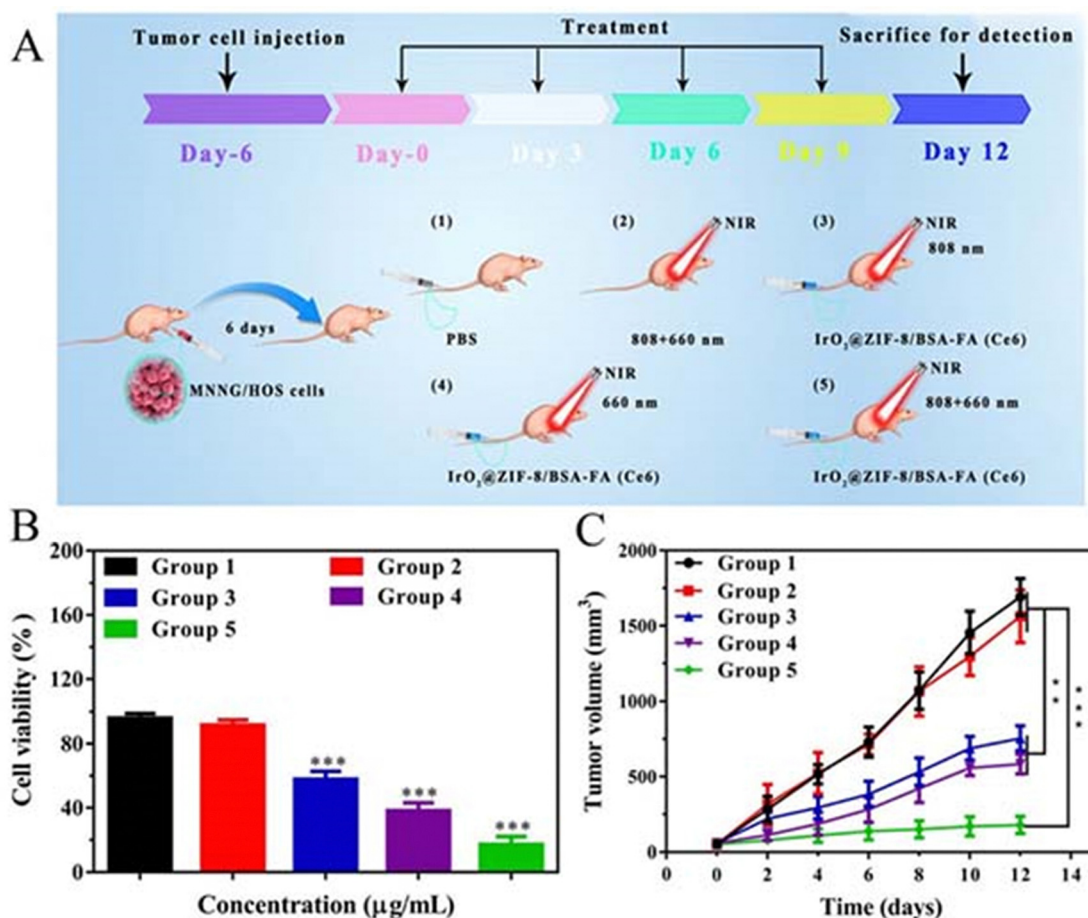 A
Tumor cell injection
Treatment
Sacrifice for detection
Day-6
Day-0
Day 3
Day 6
Day 9
Day 12
(1)
(2)
(3)
NIR
NIR
808 nm
6 days
PBS
808+660 nm
IrO₂@ZIF-8/BSA-FA (Ce6)
MNNG/HOS cells
(4)
(5)
NIR
NIR
660 nm
808+660 nm
IrO₂@ZIF-8/BSA-FA (Ce6)
IrO₂@ZIF-8/BSA-FA (Ce6)
B
Cell viability (%)
200
160
120
80
40
0
Group 1
Group 2
Group 3
Group 4
Group 5
***
***
***
Concentration (μg/mL)
C
Tumor volume (mm³)
2000
1500
1000
500
0
Group 1
Group 2
Group 3
Group 4
Group 5
**
***
0 2 4 6 8 10 12 14
Time (days)